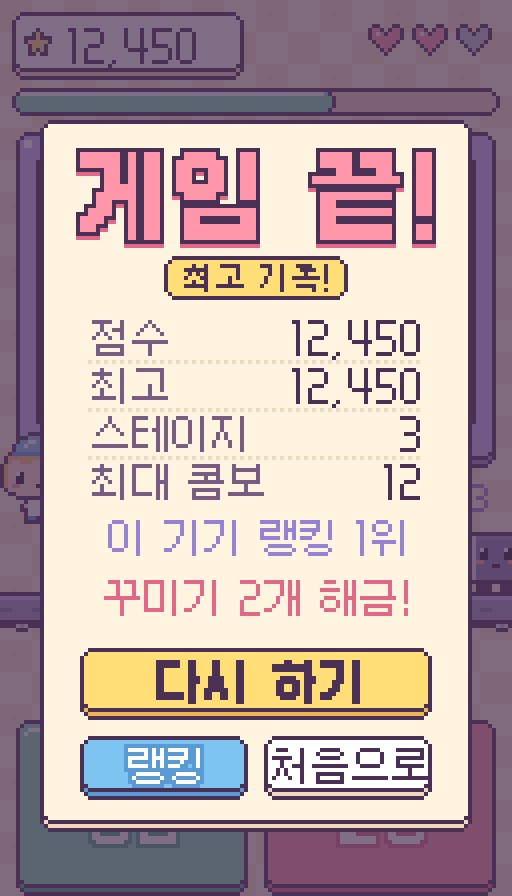 12,450
게임 끝!
최고 기록!
점수 12,450
최고 12,450
스테이지 3
최대 콤보 12
이 기기 랭킹 1위
꾸미기 2개 해금!
다시 하기
랭킹 처음으로